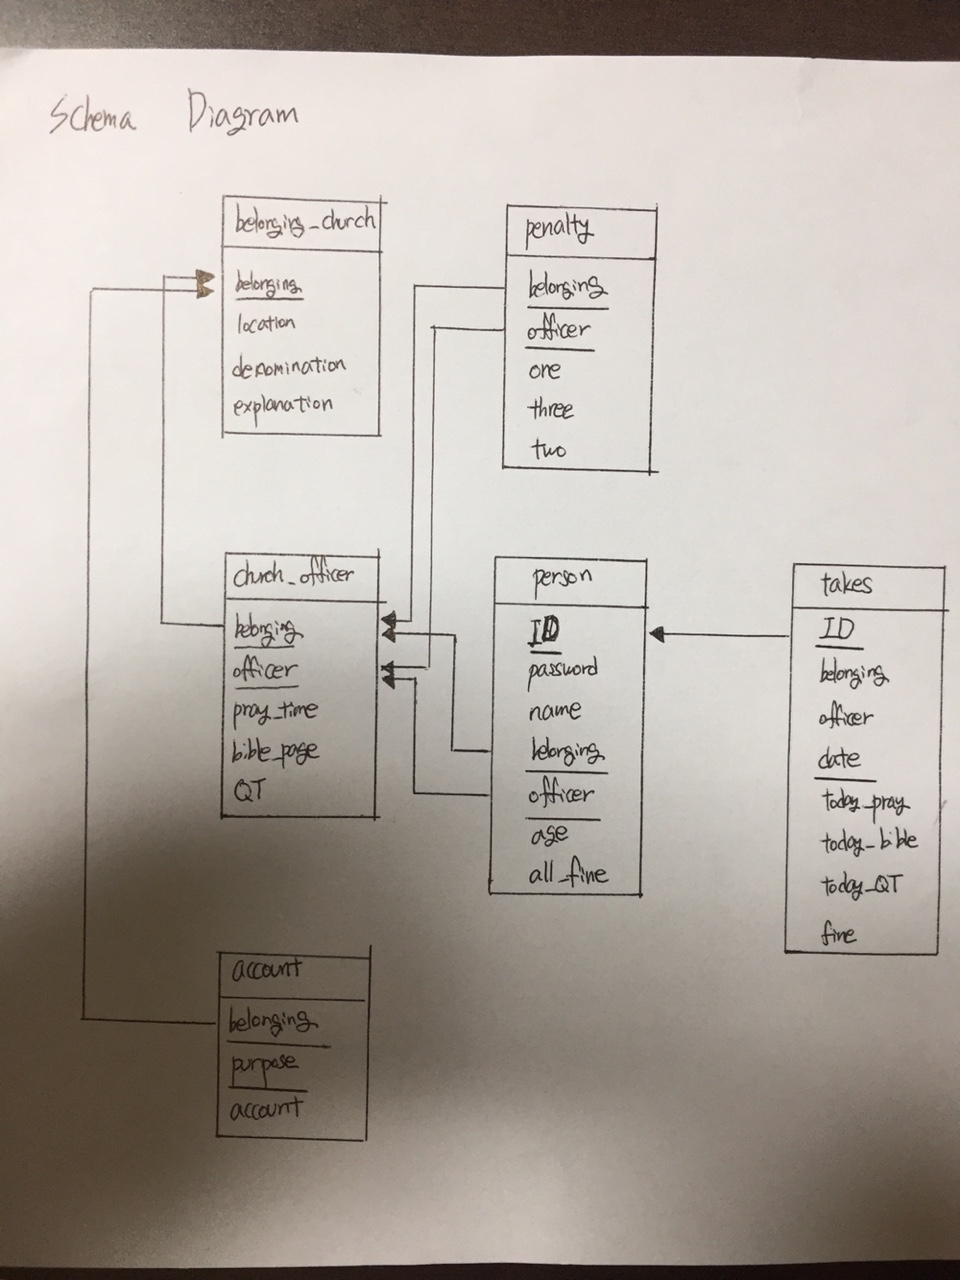 Schema Diagram
belonging_church
belonging
location
denomination
explanation
penalty
belonging
officer
one
three
two
church_officer
belonging
officer
pray_time
bible_page
QT
person
ID
password
name
belonging
officer
age
all_fine
takes
ID
belonging
officer
date
today_pray
today_bible
today_QT
fine
account
belonging
purpose
account